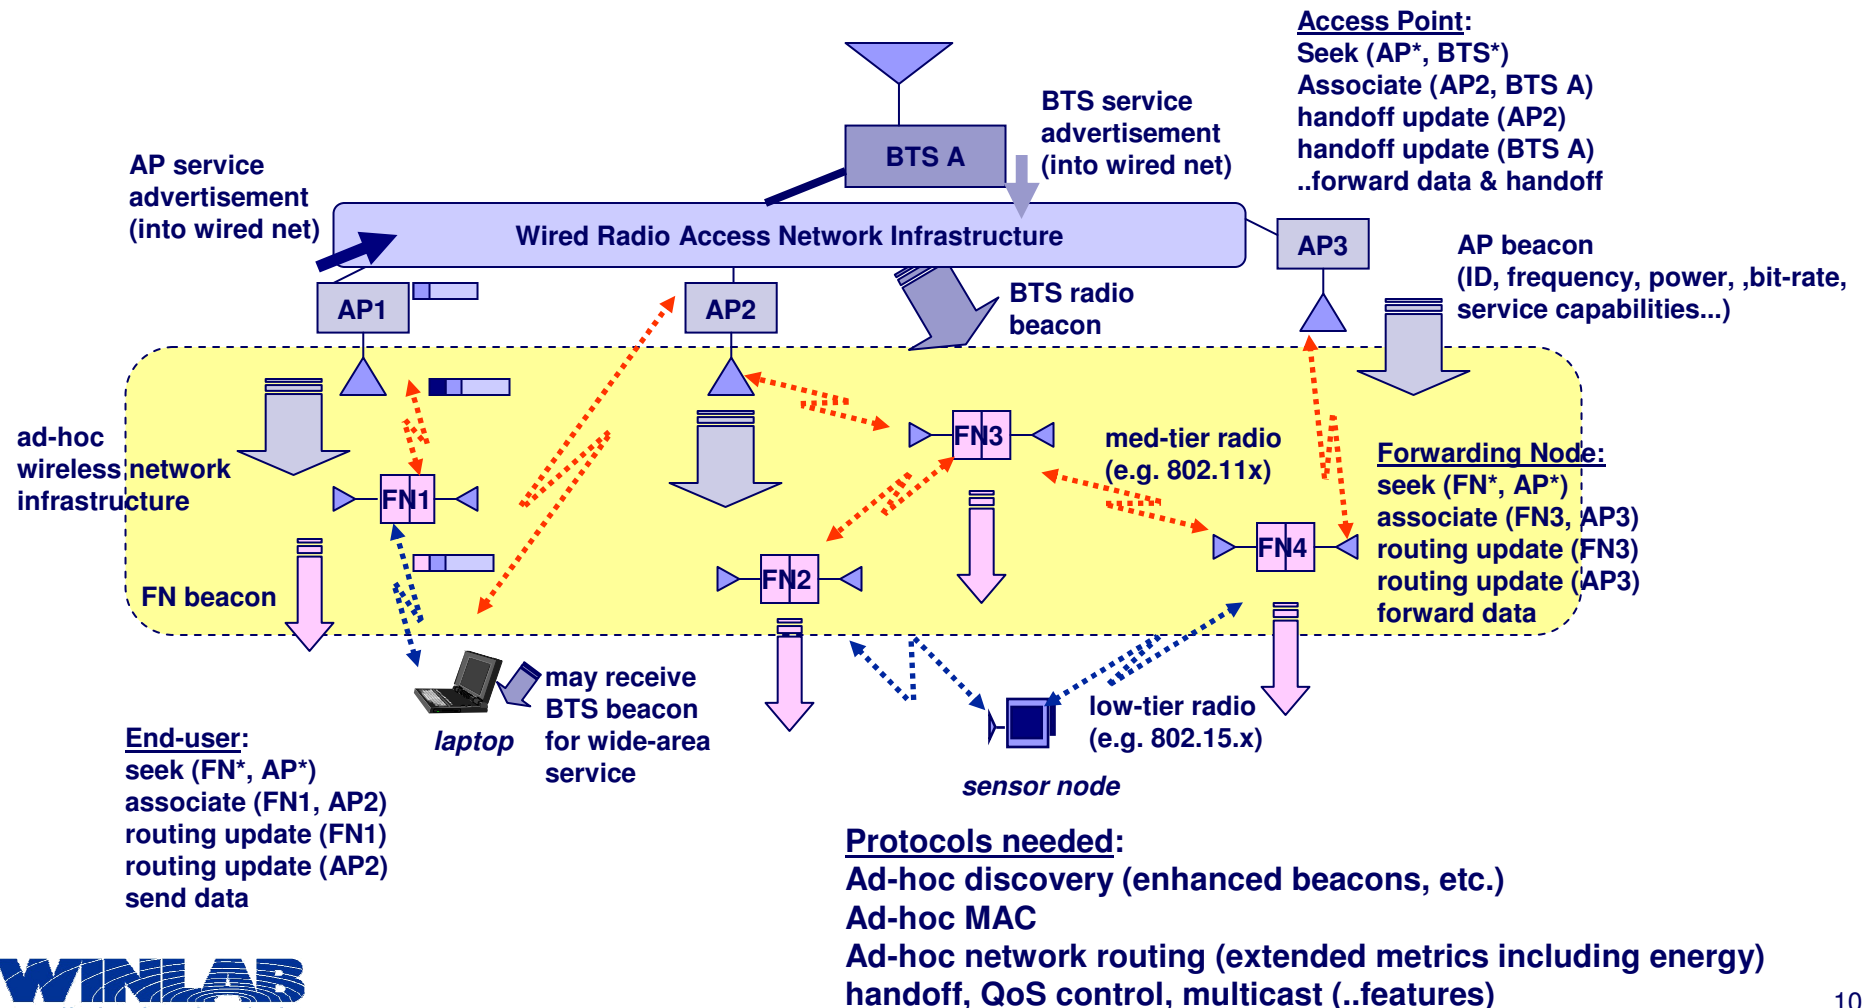 Access Point:
Seek (AP*, BTS*)
Associate (AP2, BTS A)
handoff update (AP2)
handoff update (BTS A)
..forward data & handoff
BTS service
advertisement
(into wired net)
BTS A
AP service
advertisement
(into wired net)
Wired Radio Access Network Infrastructure
AP3
AP beacon
(ID, frequency, power, ,bit-rate,
service capabilities...)
AP1
AP2
BTS radio
beacon
ad-hoc
wireless network
infrastructure
FN1
FN3
med-tier radio
(e.g. 802.11x)
Forwarding Node:
seek (FN*, AP*)
associate (FN3, AP3)
routing update (FN3)
routing update (AP3)
forward data
FN4
FN2
FN beacon
may receive
BTS beacon
for wide-area
service
laptop
low-tier radio
(e.g. 802.15.x)
sensor node
End-user:
seek (FN*, AP*)
associate (FN1, AP2)
routing update (FN1)
routing update (AP2)
send data
Protocols needed:
Ad-hoc discovery (enhanced beacons, etc.)
Ad-hoc MAC
Ad-hoc network routing (extended metrics including energy)
handoff, QoS control, multicast (..features)
WINLAB
10